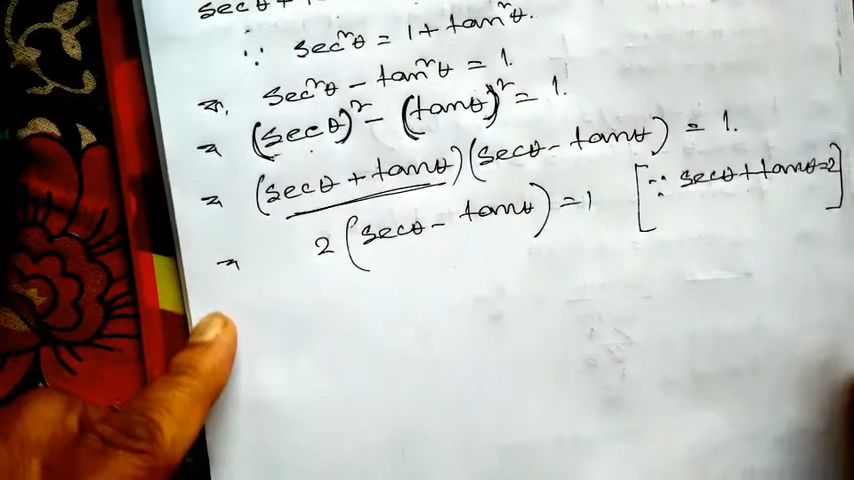 secθ +
∵ sec²θ = 1 + tan²θ.
⇒ sec²θ - tan²θ = 1.
⇒ (secθ)² - (tanθ)² = 1.
⇒ (secθ + tanθ)(secθ - tanθ) = 1.
⇒ 2(secθ - tanθ) = 1 [∵ secθ + tanθ = 2]